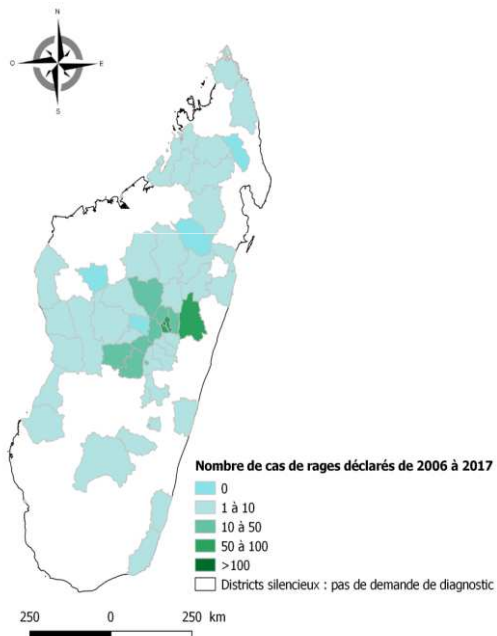 N
O E
S
Nombre de cas de rages déclarés de 2006 à 2017
0
1 à 10
10 à 50
50 à 100
>100
Districts silencieux : pas de demande de diagnostic
250 0 250 km